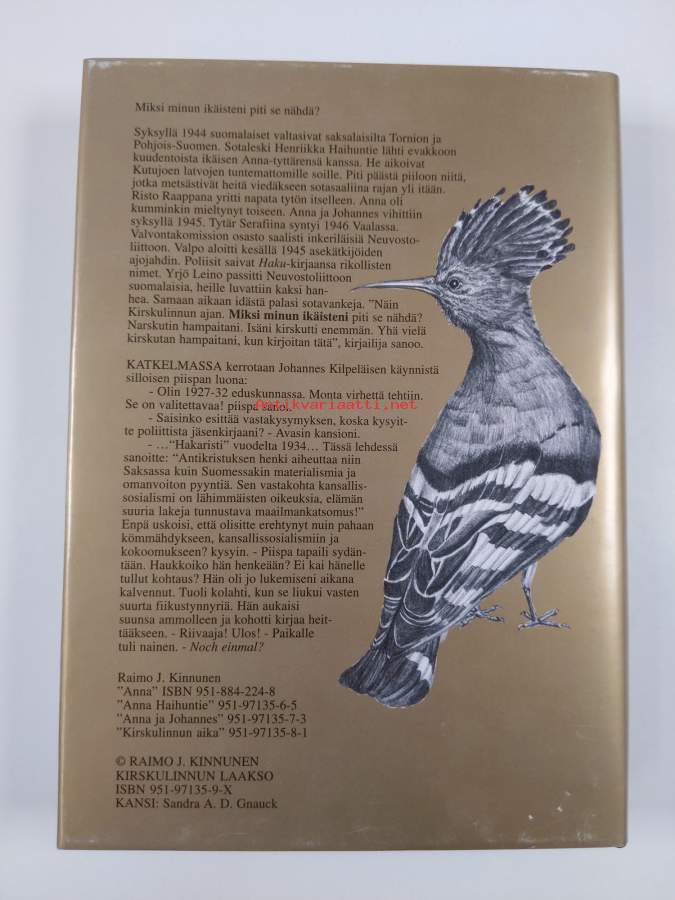 Miksi minun ikäisteni piti se nähdä?
Syksyllä 1944 suomalaiset valtasivat saksalaisilta Tornion ja
Pohjois-Suomen. Sotaleski Henriikka Haihuntie lähti evakkoon
kuudentoista ikäisen Anna-tyttärensä kanssa. He aikoivat
Kutujoen latvojen tuntemattomille soille. Piti päästä piiloon niitä,
jotka metsästivät heitä viedäkseen sotasaaliina rajan yli itään.
Risto Raappana yritti napata tytön itselleen. Anna oli
kumminkin mieltynyt toiseen. Anna ja Johannes vihittiin
syksyllä 1945. Tytär Serafiina syntyi 1946 Vaalassa.
Valvontakomission osasto saalisti inkeriläisiä Neuvosto-
liittoon. Valpo aloitti kesällä 1945 asekätkijöiden
ajojahdin. Poliisit saivat Haku-kirjaansa rikollisten
nimet. Yrjö Leino passitti Neuvostoliittoon
suomalaisia, heille luvattiin kaksi han-
hea. Samaan aikaan idästä palasi sotavankeja. ”Näin
Kirskulinnun ajan. Miksi minun ikäisteni piti se nähdä?
Narskutin hampaitani. Isäni kirskutti enemmän. Yhä vielä
kirskutan hampaitani, kun kirjoitan tätä”, kirjailija sanoo.
KATKELMASSA kerrotaan Johannes Kilpeläisen käynnistä
silloisen piispan luona:
- Olin 1927-32 eduskunnassa. Monta virhettä tehtiin.
Se on valitettavaa! piispa sanoi.
Antikvariaatti.net
- Saisinko esittää vastakysymyksen, koska kysyit-
te poliittista jäsenkirjaani? - Avasin kansioni.
- …“Hakaristi” vuodelta 1934… Tässä lehdessä
sanoitte: “Antikristuksen henki aiheuttaa niin
Saksassa kuin Suomessakin materialismia ja
omanvoiton pyyntiä. Sen vastakohta kansallis-
sosialismi on lähimmäisten oikeuksia, elämän
suuria lakeja tunnustava maailmankatsomus!”
Enpä uskoisi, että olisitte erehtynyt niin pahaan
kömmähdykseen, kansallissosialismiin ja
kokoomukseen? kysyin. - Piispa tapaili sydän-
tään. Haukkoiko hän henkeään? Ei kai hänelle
tullut kohtaus? Hän oli jo lukemiseni aikana
kalvennut. Tuoli kolahti, kun se liukui vasten
suurta fiikustynnyriä. Hän aukaisi
suunsa ammolleen ja kohotti kirjaa heit-
tääkseen. - Riivaaja! Ulos! - Paikalle
tuli nainen. - Noch einmal?
Raimo J. Kinnunen
”Anna” ISBN 951-884-224-8
”Anna Haihuntie” 951-97135-6-5
”Anna ja Johannes” 951-97135-7-3
”Kirskulinnun aika” 951-97135-8-1
© RAIMO J. KINNUNEN
KIRSKULINNUN LAAKSO
ISBN 951-97135-9-X
KANSI: Sandra A. D. Gnauck